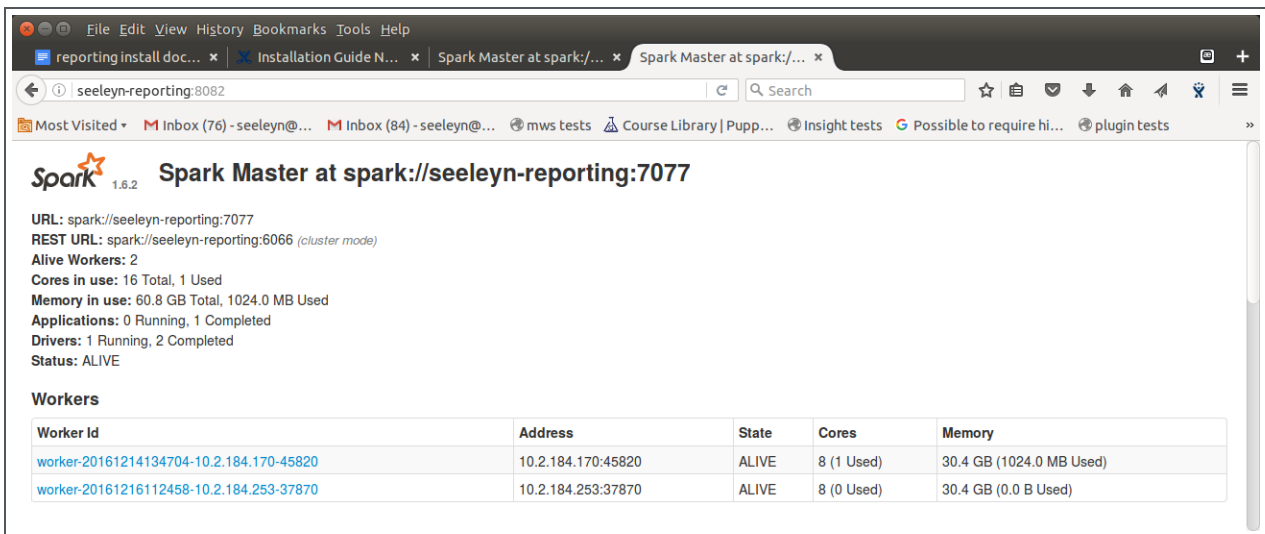 File Edit View History Bookmarks Tools Help
reporting install doc... × Installation Guide N... × Spark Master at spark:/... × Spark Master at spark:/... ×
seeleyn-reporting:8082 Search
Most Visited Inbox (76) - seeleyn@... Inbox (84) - seeleyn@... mws tests Course Library | Pupp... Insight tests Possible to require hi... plugin tests »
Spark 1.6.2 Spark Master at spark://seeleyn-reporting:7077
URL: spark://seeleyn-reporting:7077
REST URL: spark://seeleyn-reporting:6066 (cluster mode)
Alive Workers: 2
Cores in use: 16 Total, 1 Used
Memory in use: 60.8 GB Total, 1024.0 MB Used
Applications: 0 Running, 1 Completed
Drivers: 1 Running, 2 Completed
Status: ALIVE
Workers
Worker Id Address State Cores Memory
worker-20161214134704-10.2.184.170-45820 10.2.184.170:45820 ALIVE 8 (1 Used) 30.4 GB (1024.0 MB Used)
worker-20161216112458-10.2.184.253-37870 10.2.184.253:37870 ALIVE 8 (0 Used) 30.4 GB (0.0 B Used)